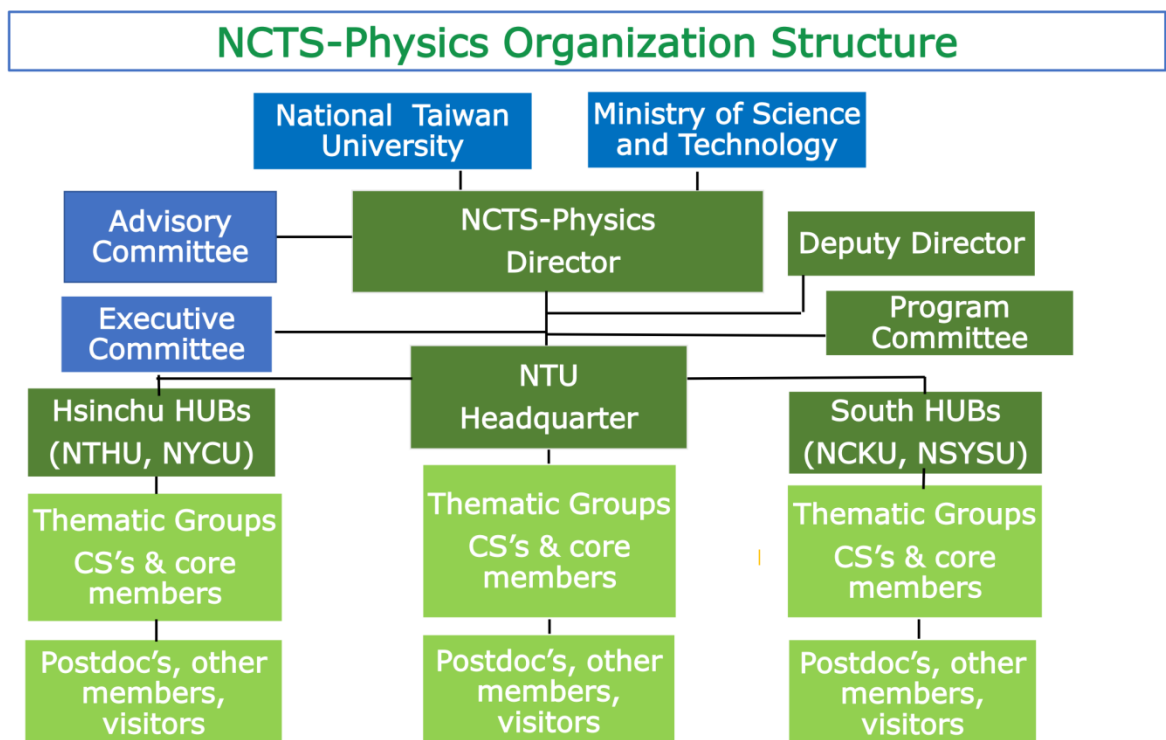 NCTS-Physics Organization Structure
National Taiwan
University
Ministry of Science
and Technology
Advisory
Committee
NCTS-Physics
Director
Deputy Director
Executive
Committee
Program
Committee
NTU
Headquarter
Hsinchu HUBs
(NTHU, NYCU)
South HUBs
(NCKU, NSYSU)
Thematic Groups
CS's & core
members
Thematic Groups
CS's & core
members
Thematic Groups
CS's & core
members
Postdoc's, other
members,
visitors
Postdoc's, other
members,
visitors
Postdoc's, other
members,
visitors